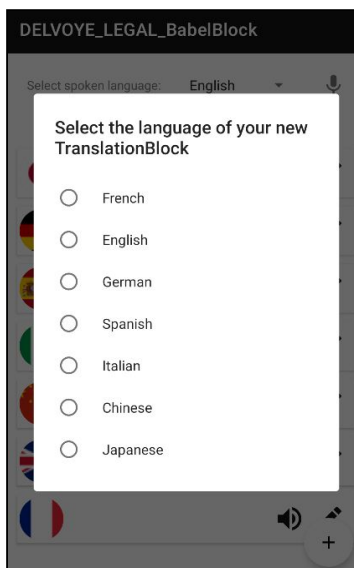 DELVOYE_LEGAL_BabelBlock
Select spoken language: English
Select the language of your new
TranslationBlock
French
English
German
Spanish
Italian
Chinese
Japanese